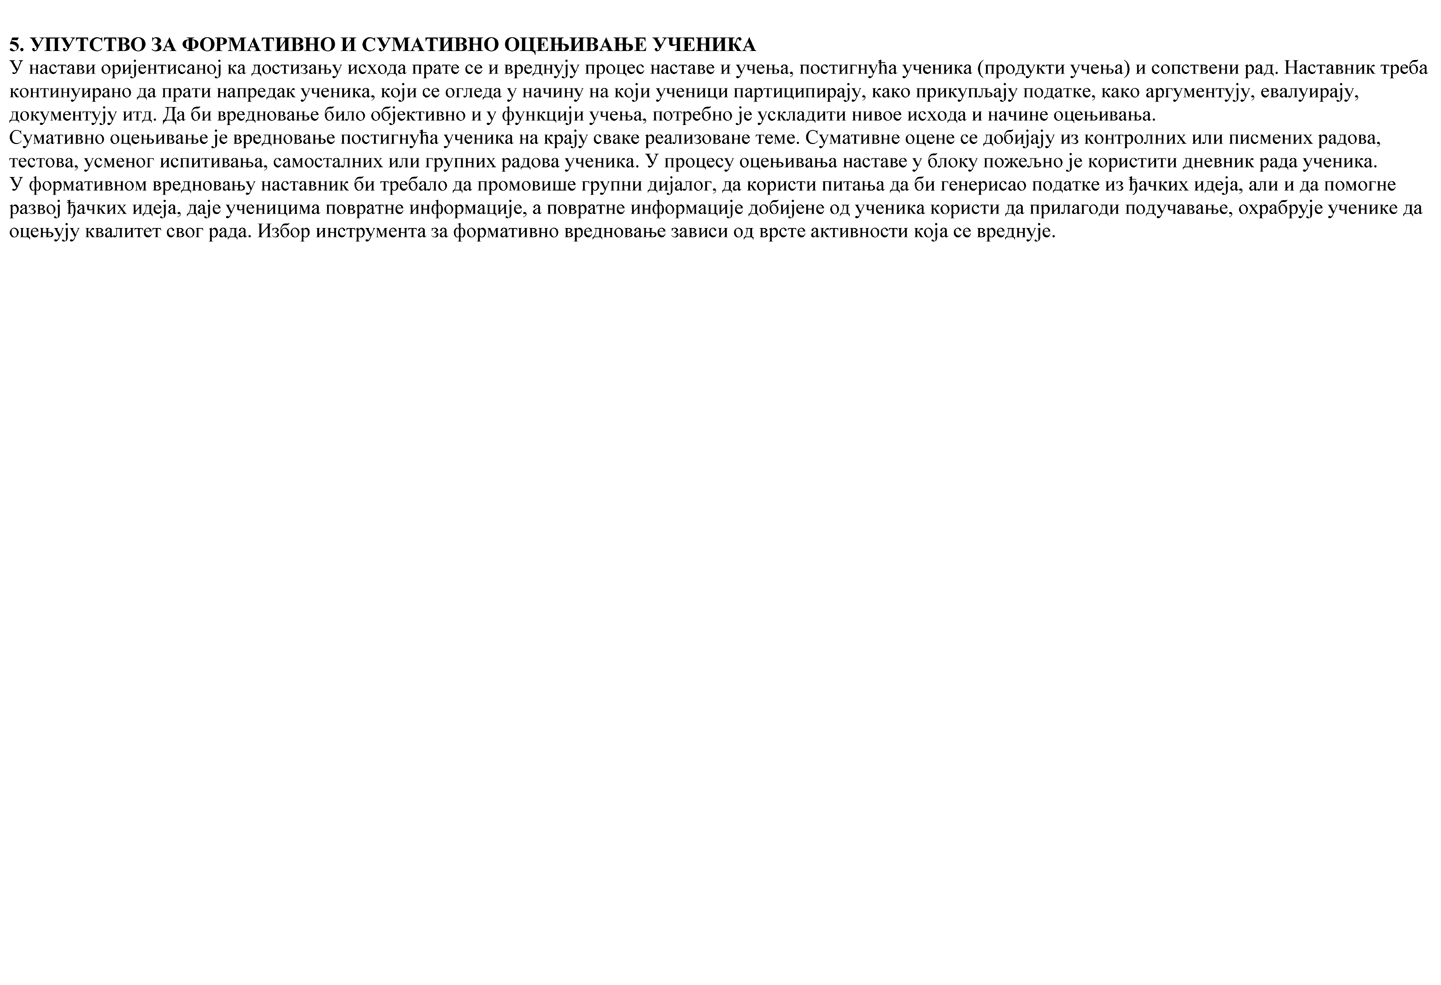 5. УПУТСТВО ЗА ФОРМАТИВНО И СУМАТИВНО ОЦЕЊИВАЊЕ УЧЕНИКА
У настави оријентисаној ка достизању исхода прате се и вреднују процес наставе и учења, постигнућа ученика (продукти учења) и сопствени рад. Наставник треба
континуирано да прати напредак ученика, који се огледа у начину на који ученици партиципирају, како прикупљају податке, како аргументују, евалуирају,
документују итд. Да би вредновање било објективно и у функцији учења, потребно је ускладити нивое исхода и начине оцењивања.
Сумативно оцењивање је вредновање постигнућа ученика на крају сваке реализоване теме. Сумативне оцене се добијају из контролних или писмених радова,
тестова, усменог испитивања, самосталних или групних радова ученика. У процесу оцењивања наставе у блоку пожељно је користити дневник рада ученика.
У формативном вредновању наставник би требало да промовише групни дијалог, да користи питања да би генерисао податке из ђачких идеја, али и да помогне
развој ђачких идеја, даје ученицима повратне информације, а повратне информације добијене од ученика користи да прилагоди подучавање, охрабрује ученике да
оцењују квалитет свог рада. Избор инструмента за формативно вредновање зависи од врсте активности која се вреднује.